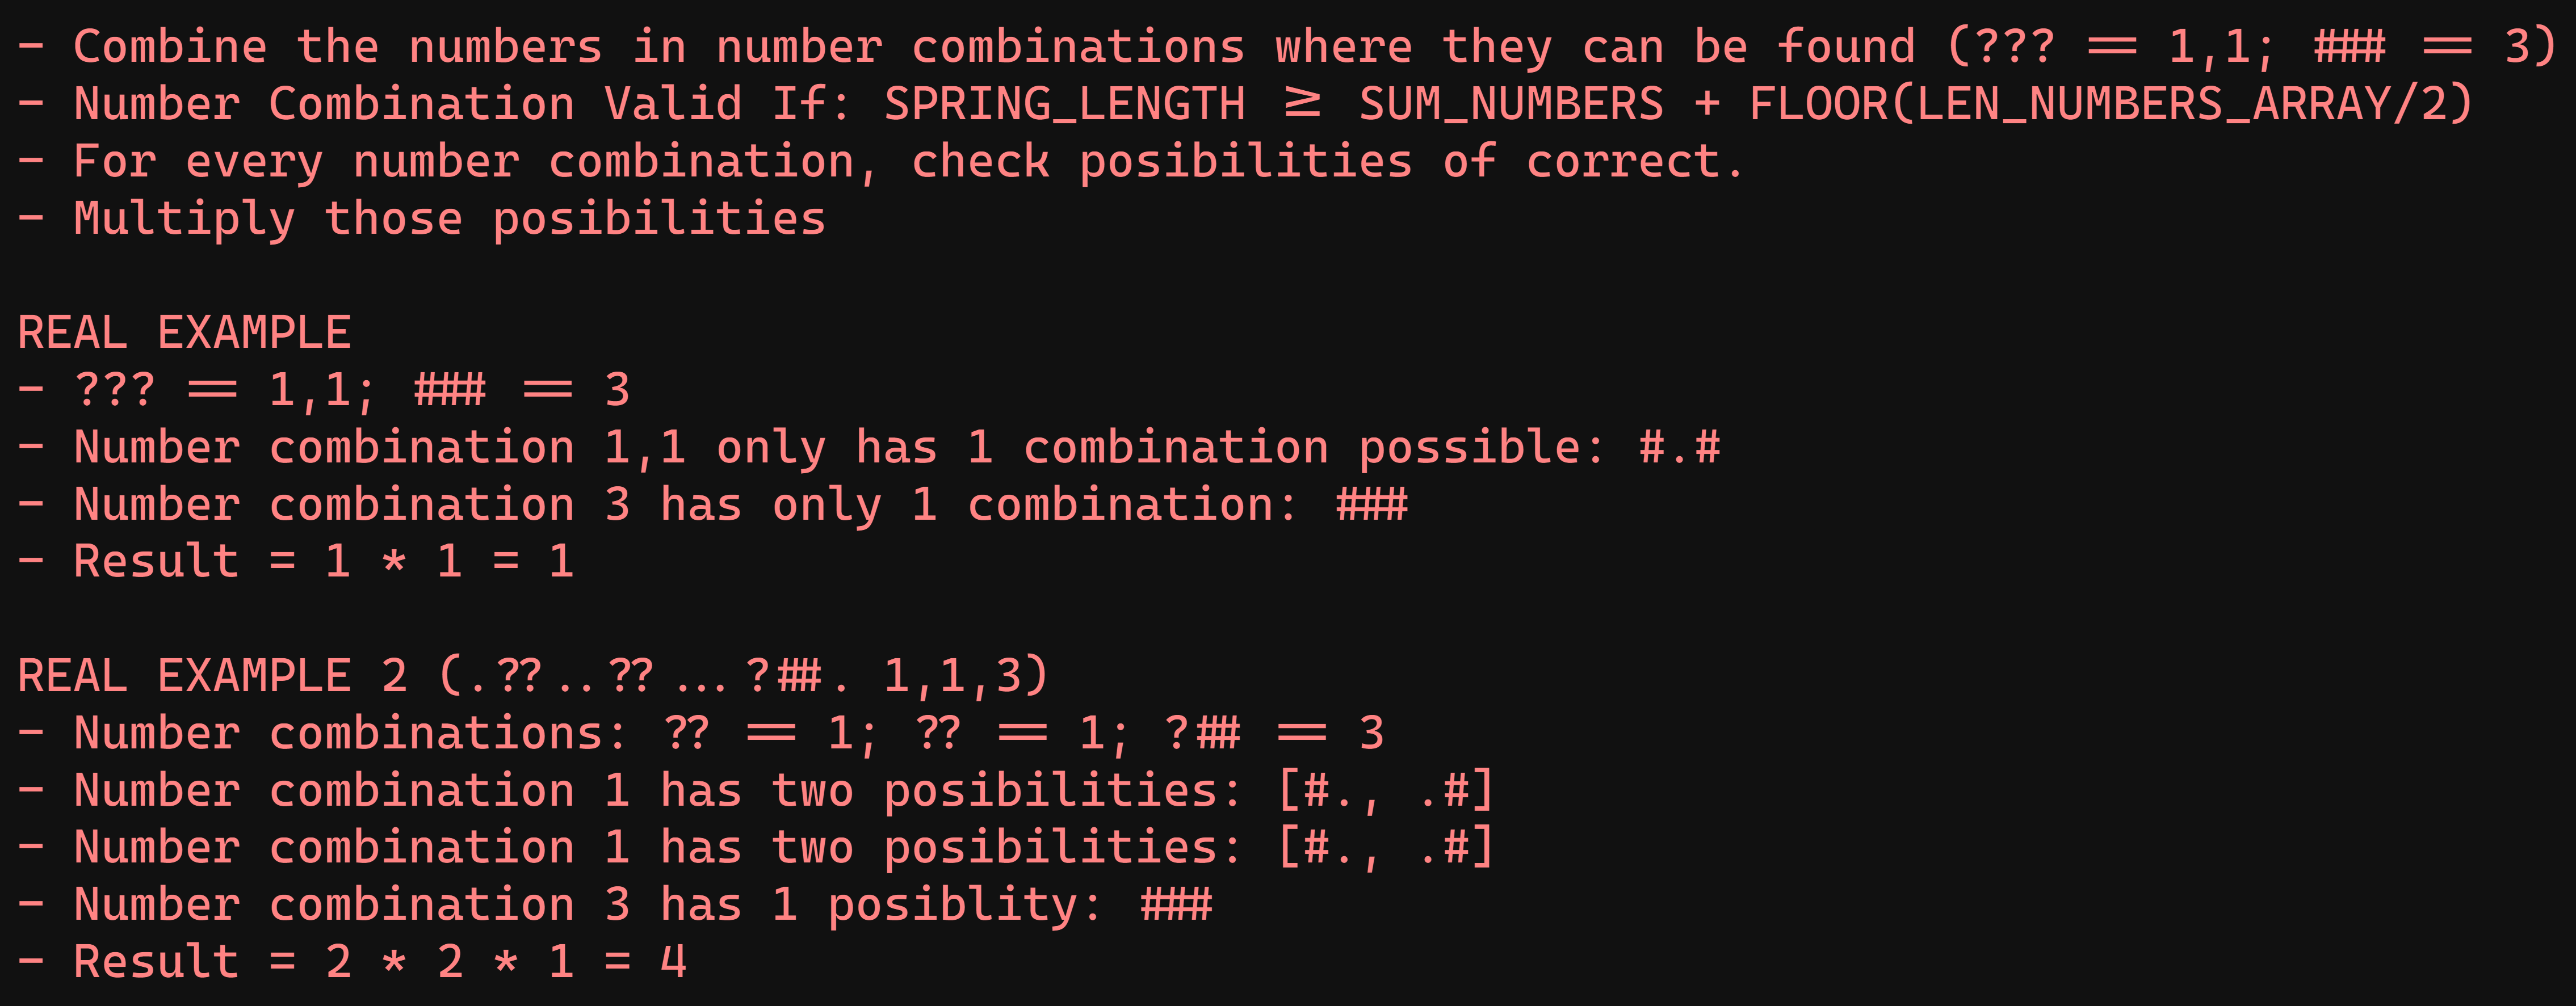 - Combine the numbers in number combinations where they can be found (??? == 1,1; ### == 3)
- Number Combination Valid If: SPRING_LENGTH >= SUM_NUMBERS + FLOOR(LEN_NUMBERS_ARRAY/2)
- For every number combination, check posibilities of correct.
- Multiply those posibilities
REAL EXAMPLE
- ??? == 1,1; ### == 3
- Number combination 1,1 only has 1 combination possible: #.#
- Number combination 3 has only 1 combination: ###
- Result = 1 * 1 = 1
REAL EXAMPLE 2 (.??..??...?##. 1,1,3)
- Number combinations: ?? == 1; ?? == 1; ?## == 3
- Number combination 1 has two posibilities: [#., .#]
- Number combination 1 has two posibilities: [#., .#]
- Number combination 3 has 1 posiblity: ###
- Result = 2 * 2 * 1 = 4